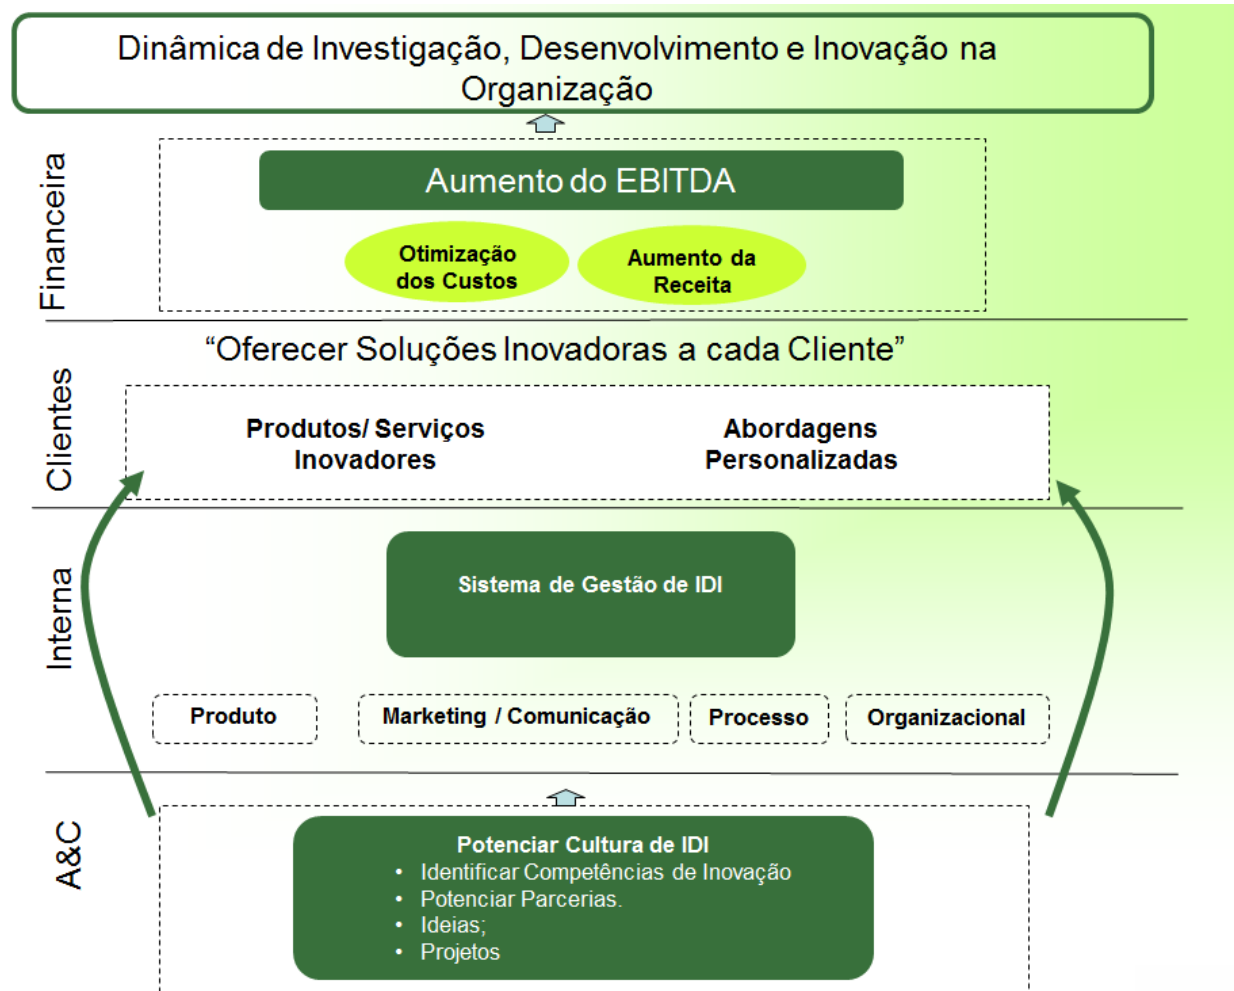 Dinâmica de Investigação, Desenvolvimento e Inovação na
Organização
Financeira
Aumento do EBITDA
Otimização
dos Custos
Aumento da
Receita
Clientes
“Oferecer Soluções Inovadoras a cada Cliente”
Produtos/ Serviços
Inovadores
Abordagens
Personalizadas
Interna
Sistema de Gestão de IDI
Produto
Marketing / Comunicação
Processo
Organizacional
A&C
Potenciar Cultura de IDI
• Identificar Competências de Inovação
• Potenciar Parcerias.
• Ideias;
• Projetos